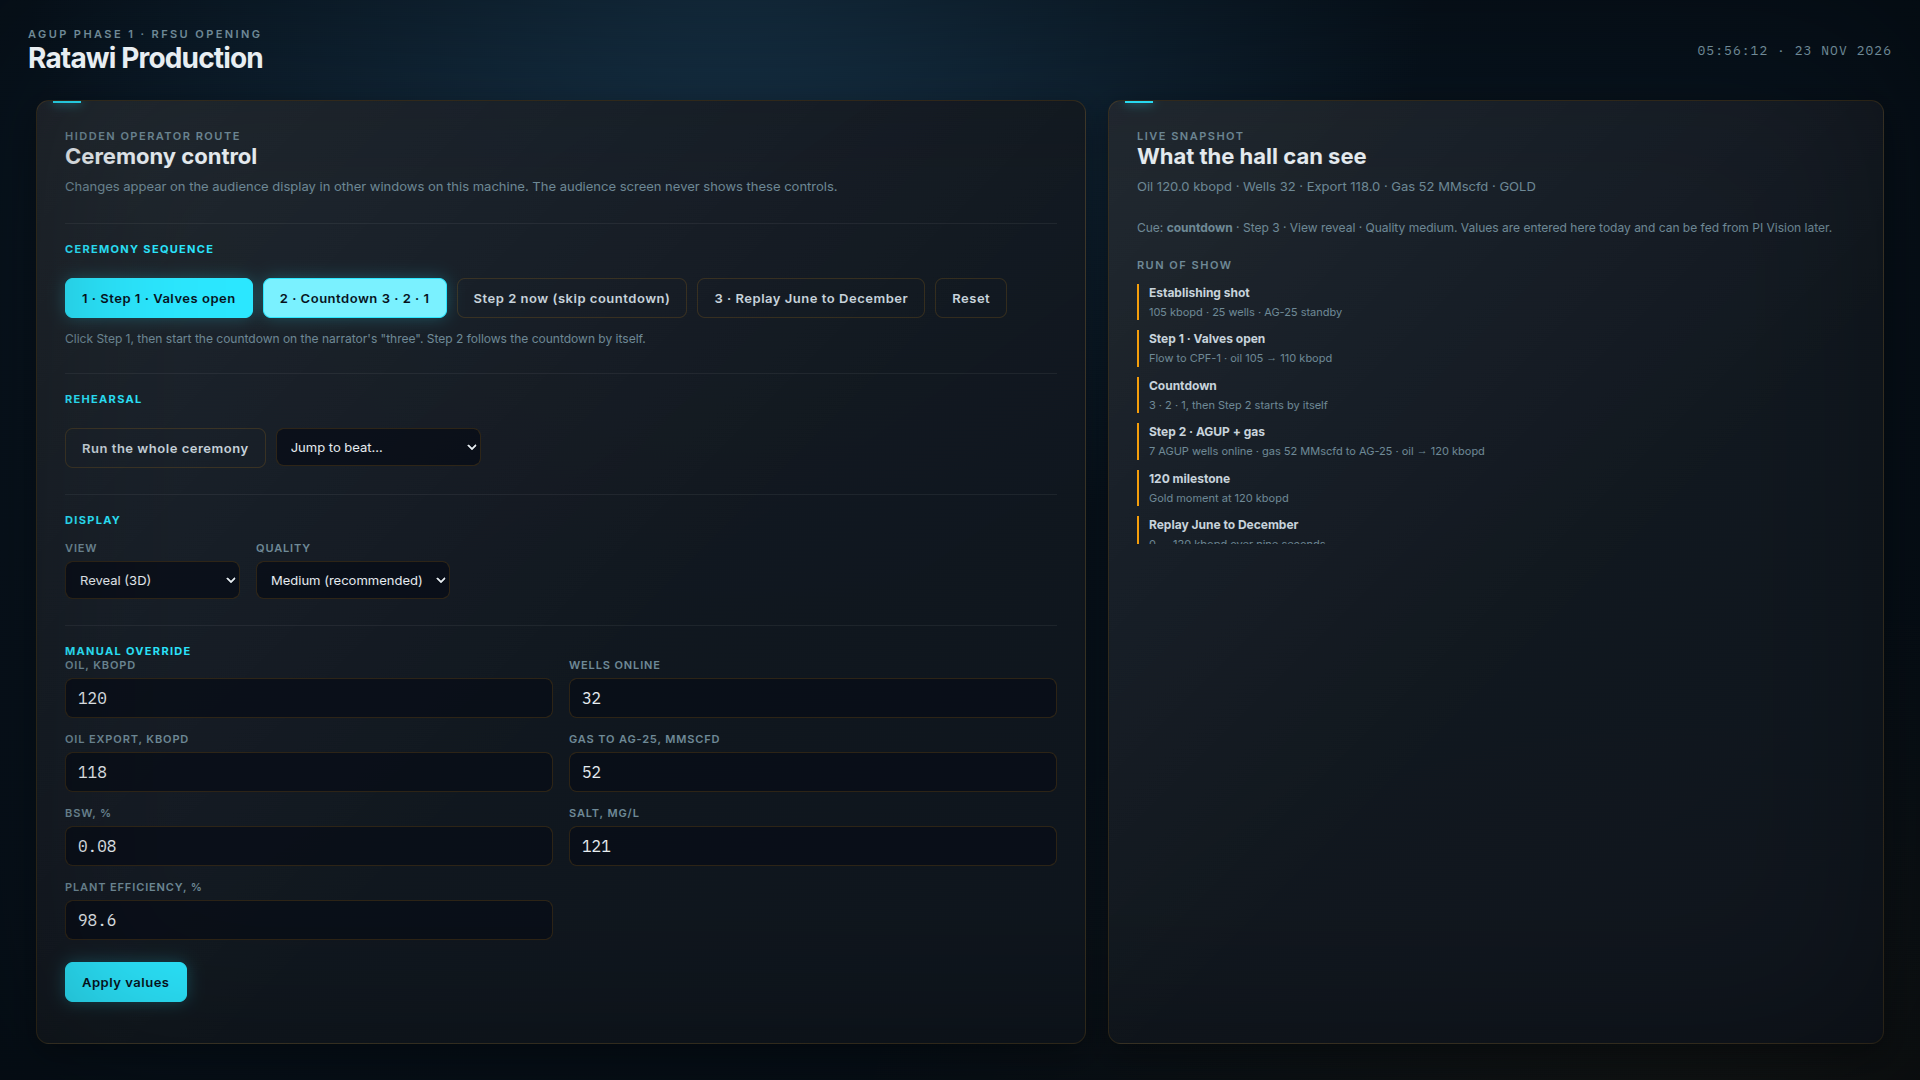 AGUP PHASE 1 · RFSU OPENING
Ratawi Production
05:56:12 · 23 NOV 2026
HIDDEN OPERATOR ROUTE
Ceremony control
Changes appear on the audience display in other windows on this machine. The audience screen never shows these controls.
CEREMONY SEQUENCE
1 · Step 1 · Valves open
2 · Countdown 3 · 2 · 1
Step 2 now (skip countdown)
3 · Replay June to December
Reset
Click Step 1, then start the countdown on the narrator's "three". Step 2 follows the countdown by itself.
REHEARSAL
Run the whole ceremony
Jump to beat...
DISPLAY
VIEW
QUALITY
Reveal (3D)
Medium (recommended)
MANUAL OVERRIDE
OIL, KBOPD
WELLS ONLINE
120
32
OIL EXPORT, KBOPD
GAS TO AG-25, MMSCFD
118
52
BSW, %
SALT, MG/L
0.08
121
PLANT EFFICIENCY, %
98.6
Apply values
LIVE SNAPSHOT
What the hall can see
Oil 120.0 kbopd · Wells 32 · Export 118.0 · Gas 52 MMscfd · GOLD
Cue: countdown · Step 3 · View reveal · Quality medium. Values are entered here today and can be fed from PI Vision later.
RUN OF SHOW
Establishing shot
105 kbopd · 25 wells · AG-25 standby
Step 1 · Valves open
Flow to CPF-1 · oil 105 → 110 kbopd
Countdown
3 · 2 · 1, then Step 2 starts by itself
Step 2 · AGUP + gas
7 AGUP wells online · gas 52 MMscfd to AG-25 · oil → 120 kbopd
120 milestone
Gold moment at 120 kbopd
Replay June to December
0 → 120 kbopd over nine seconds